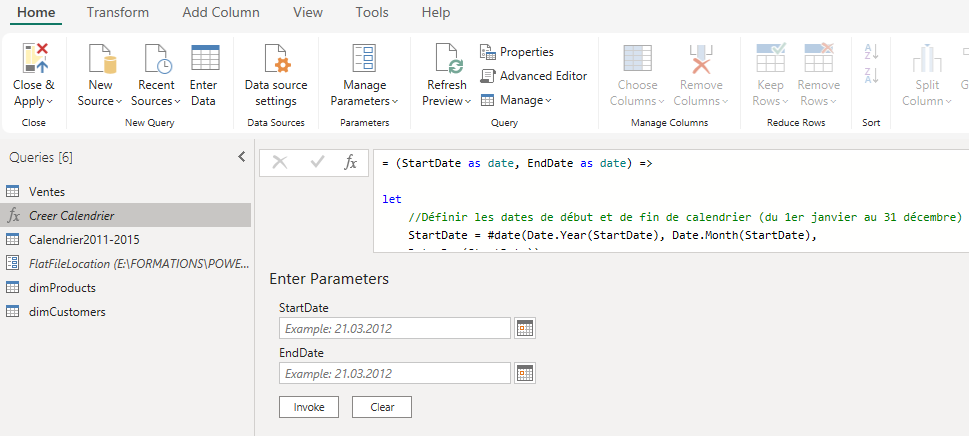 Home Transform Add Column View Tools Help
Close & Apply
New Source
Recent Sources
Enter Data
Data source settings
Manage Parameters
Refresh Preview
Properties
Advanced Editor
Manage
Choose Columns
Remove Columns
Keep Rows
Remove Rows
Split Column
Close
New Query
Data Sources
Parameters
Query
Manage Columns
Reduce Rows
Sort
Queries [6]
Ventes
Creer Calendrier
Calendrier2011-2015
FlatFileLocation (E:\FORMATIONS\POWE...
dimProducts
dimCustomers
fx
= (StartDate as date, EndDate as date) =>
let
//Définir les dates de début et de fin de calendrier (du 1er janvier au 31 décembre)
StartDate = #date(Date.Year(StartDate), Date.Month(StartDate),
Enter Parameters
StartDate
Example: 21.03.2012
EndDate
Example: 21.03.2012
Invoke Clear